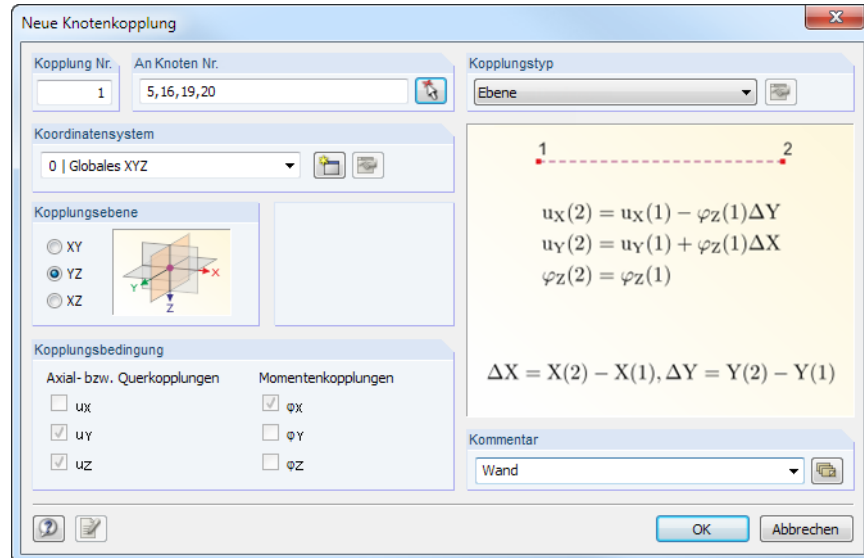 Neue Knotenkopplung
Kopplung Nr.
1
An Knoten Nr.
5,16,19,20
Kopplungstyp
Ebene
Koordinatensystem
0 | Globales XYZ
Kopplungsebene
XY
YZ
XZ
X
Y
Z
1 2
uX(2) = uX(1) − φZ(1)ΔY
uY(2) = uY(1) + φZ(1)ΔX
φZ(2) = φZ(1)
ΔX = X(2) − X(1), ΔY = Y(2) − Y(1)
Kopplungsbedingung
Axial- bzw. Querkopplungen
uX
uY
uZ
Momentenkopplungen
φX
φY
φZ
Kommentar
Wand
OK
Abbrechen